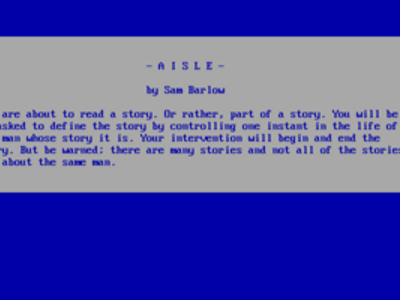 - A I S L E -
by Sam Barlow
are about to read a story. Or rather, part of a story. You will be
asked to define the story by controlling one instant in the life of
man whose story it is. Your intervention will begin and end the
ry. But be warned: there are many stories and not all of the stories
about the same man.